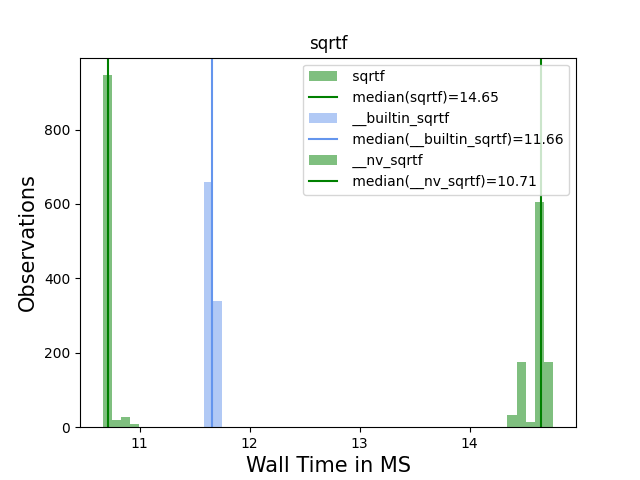 sqrtf
sqrtf
median(sqrtf)=14.65
__builtin_sqrtf
median(__builtin_sqrtf)=11.66
__nv_sqrtf
median(__nv_sqrtf)=10.71
Observations
800
600
400
200
0
11 12 13 14
Wall Time in MS